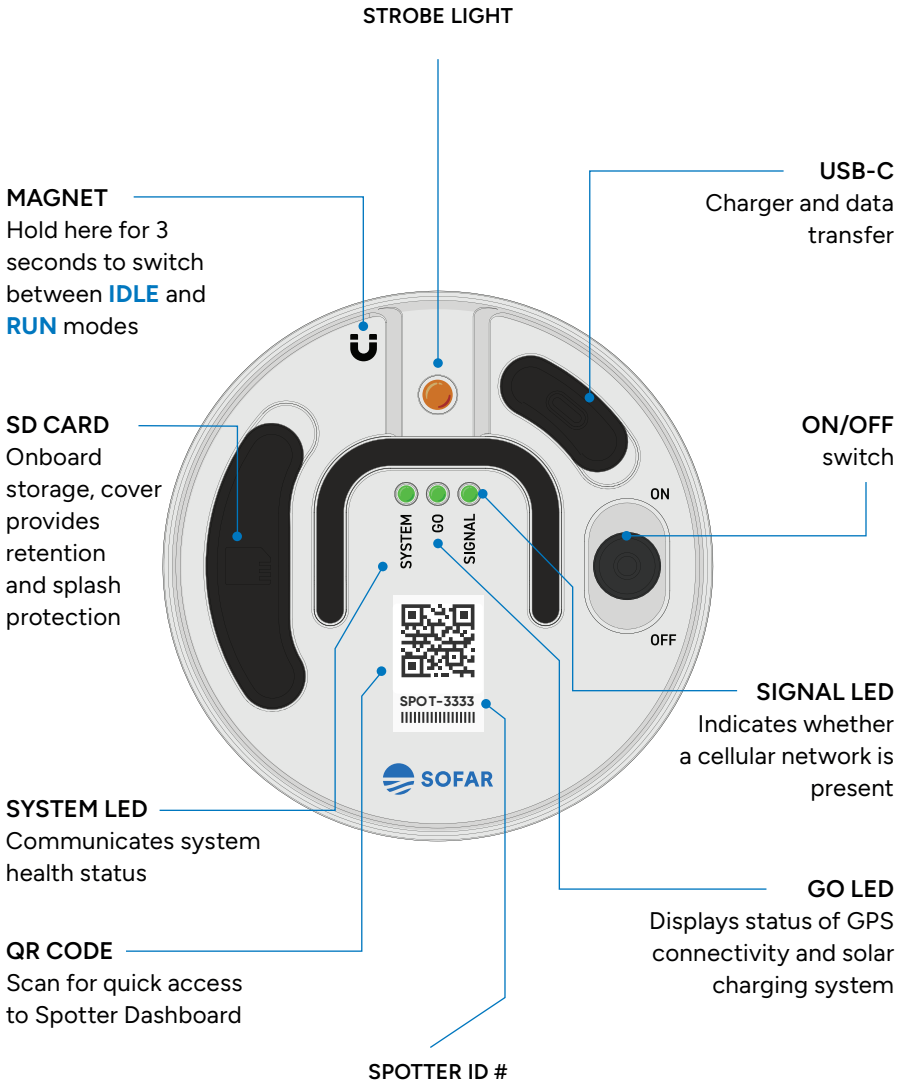 STROBE LIGHT
MAGNET
Hold here for 3
seconds to switch
between IDLE and
RUN modes
USB-C
Charger and data
transfer
SD CARD
Onboard
storage, cover
provides
retention
and splash
protection
ON/OFF
switch
ON
OFF
SYSTEM
GO
SIGNAL
SPOT-3333
SOFAR
SIGNAL LED
Indicates whether
a cellular network is
present
SYSTEM LED
Communicates system
health status
GO LED
Displays status of GPS
connectivity and solar
charging system
QR CODE
Scan for quick access
to Spotter Dashboard
SPOTTER ID #